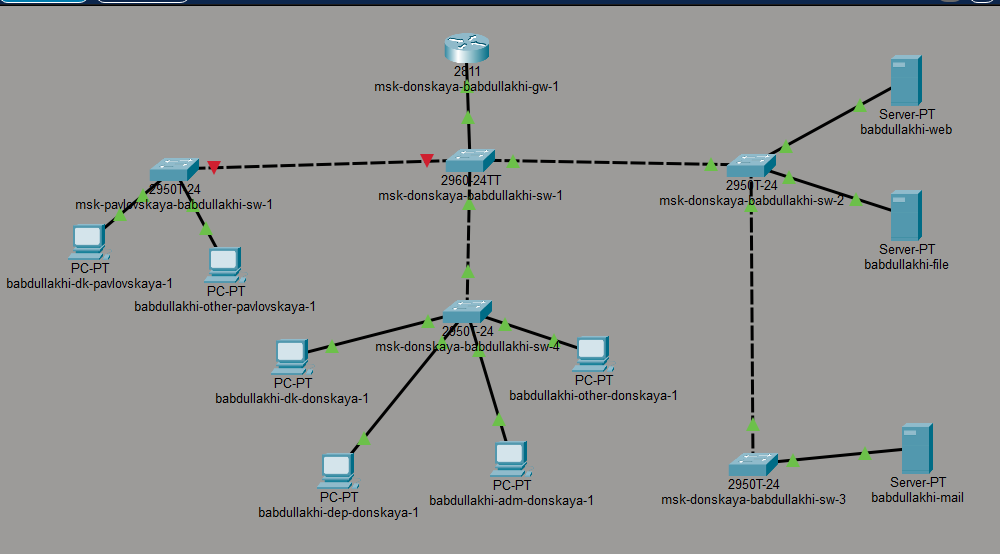 2811
msk-donskaya-babdullakhi-gw-1
Server-PT
babdullakhi-web
2950T-24
msk-pavlovskaya-babdullakhi-sw-1
2960-24TT
msk-donskaya-babdullakhi-sw-1
2950T-24
msk-donskaya-babdullakhi-sw-2
Server-PT
babdullakhi-file
PC-PT
babdullakhi-dk-pavlovskaya-1
PC-PT
babdullakhi-other-pavlovskaya-1
2950T-24
msk-donskaya-babdullakhi-sw-4
PC-PT
babdullakhi-dk-donskaya-1
PC-PT
babdullakhi-other-donskaya-1
PC-PT
babdullakhi-dep-donskaya-1
PC-PT
babdullakhi-adm-donskaya-1
2950T-24
msk-donskaya-babdullakhi-sw-3
Server-PT
babdullakhi-mail